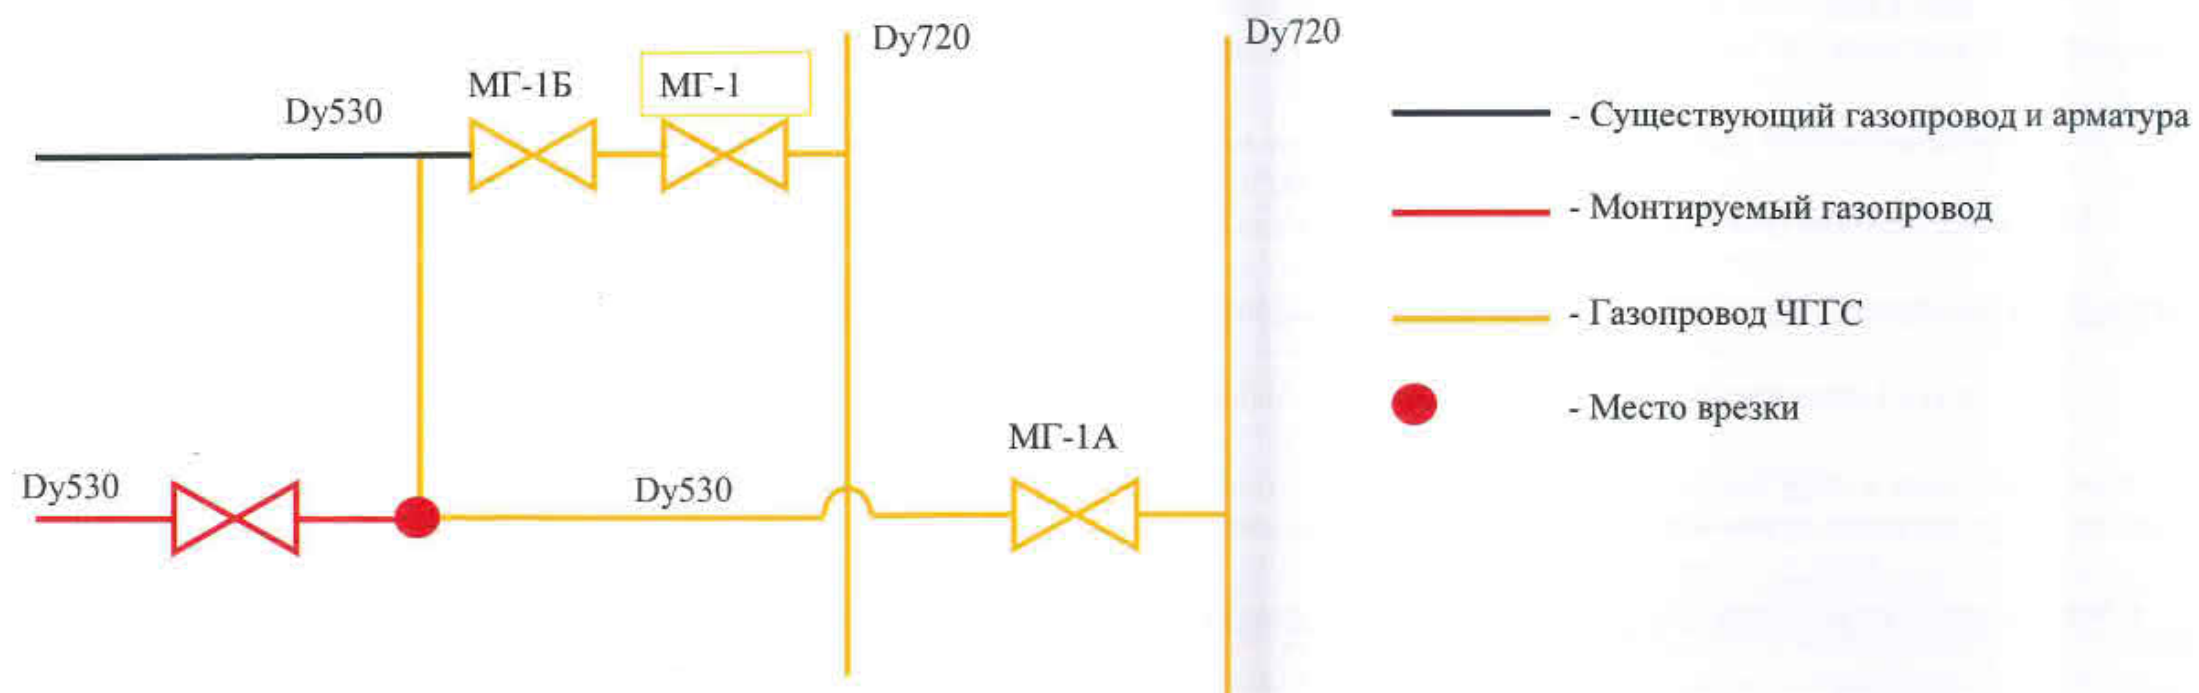 Dy720
Dy720
МГ-1Б
МГ-1
Dy530
- Существующий газопровод и арматура
- Монтируемый газопровод
- Газопровод ЧГГС
- Место врезки
МГ-1А
Dy530
Dy530